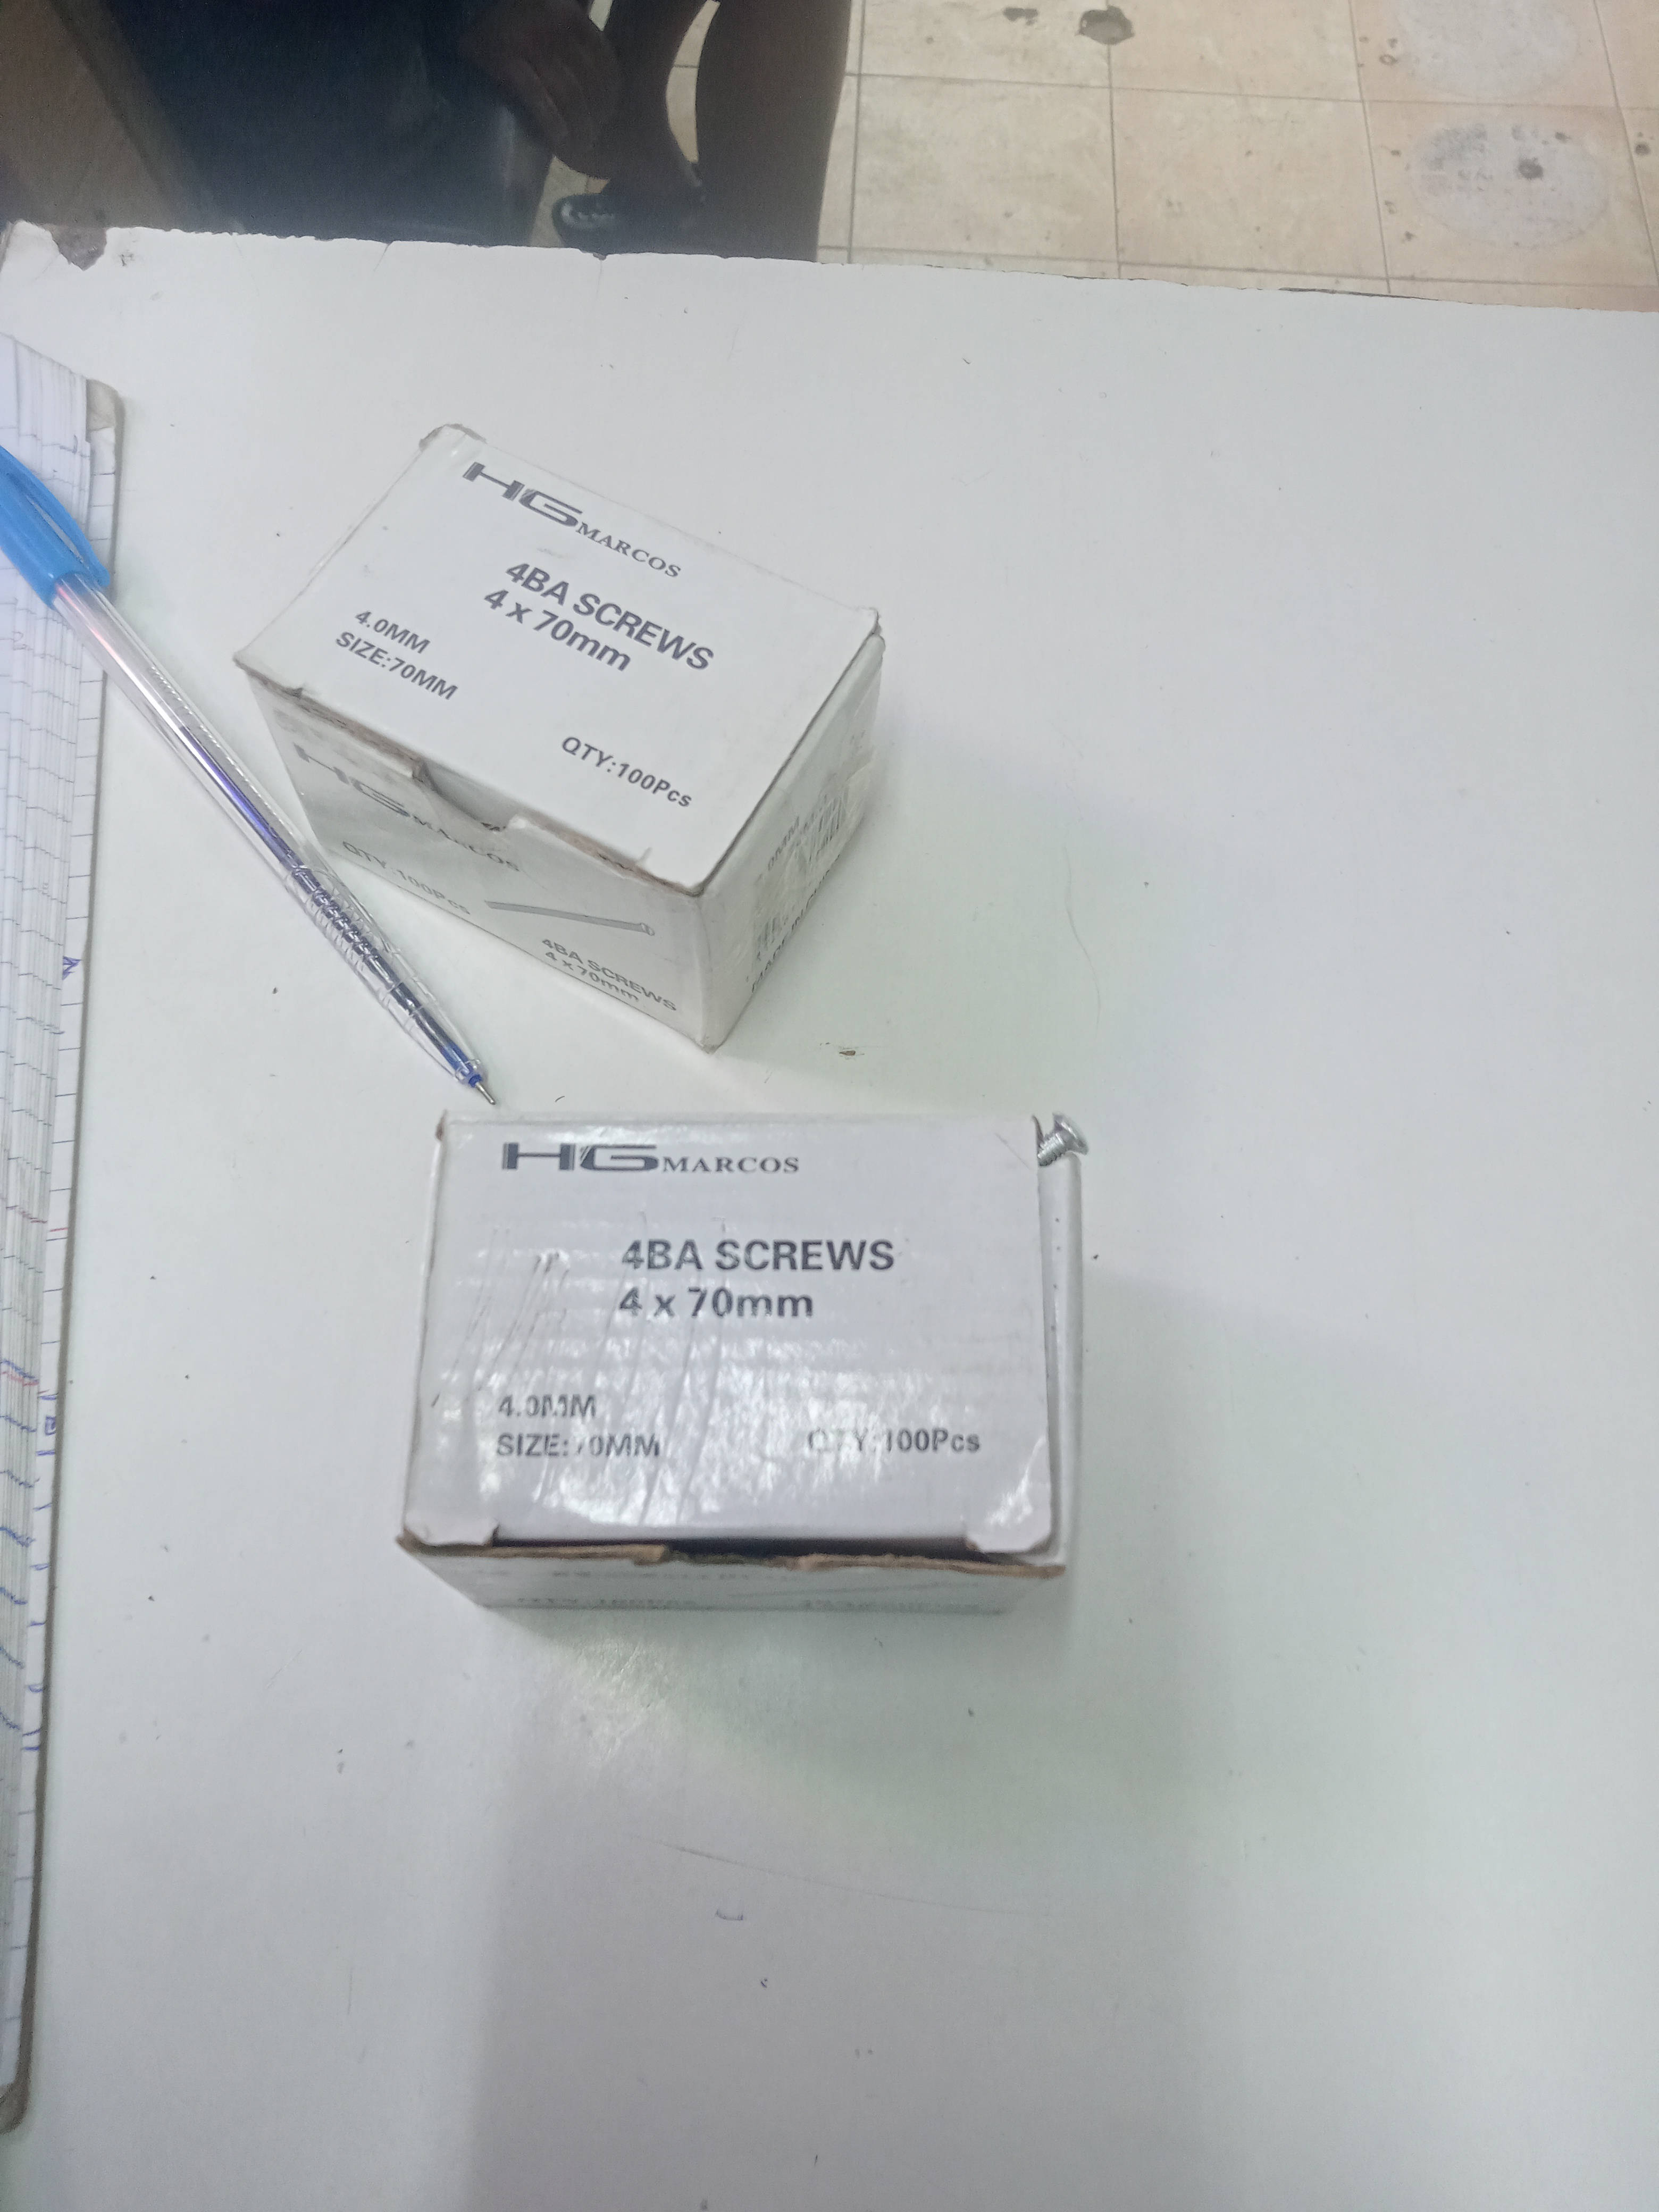 HG MARCOS
4BA SCREWS
4 x 70mm
4.0MM
SIZE:70MM
QTY:100Pcs
HG MARCOS
QTY:100Pcs
4BA SCREWS
4 x 70mm
HG MARCOS
4BA SCREWS
4 x 70mm
4.0MM
SIZE:70MM
QTY:100Pcs